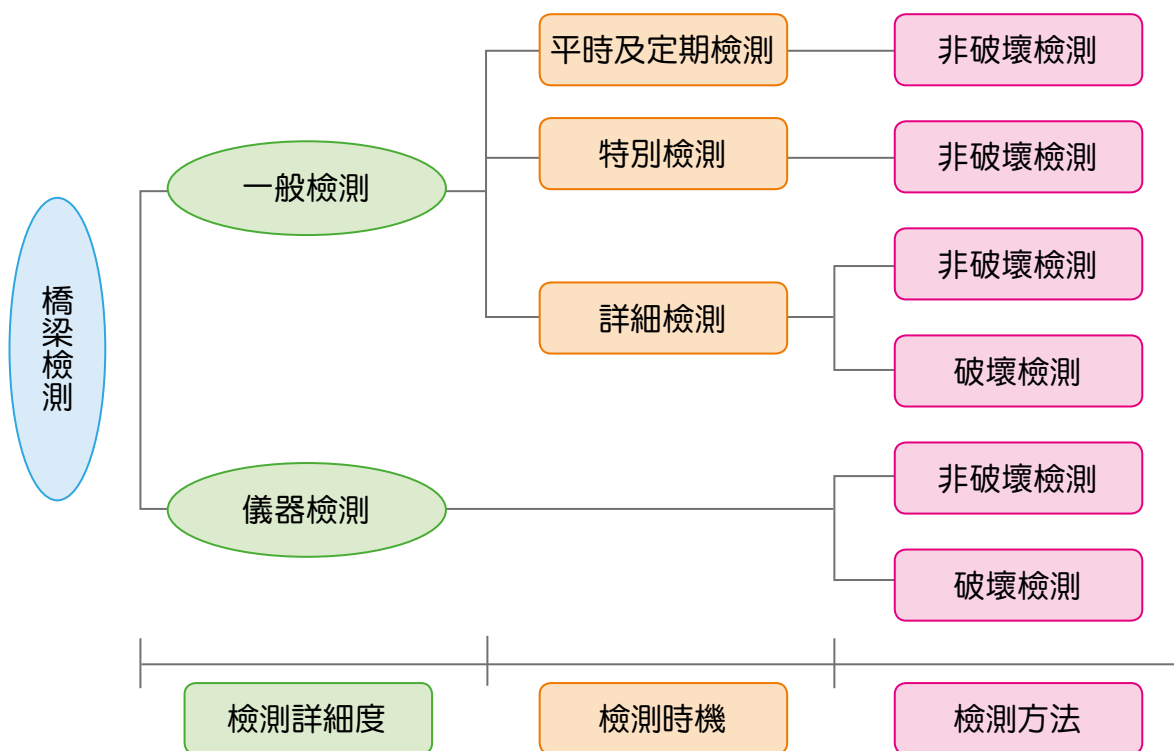 橋梁檢測
一般檢測
平時及定期檢測
非破壞檢測
特別檢測
非破壞檢測
詳細檢測
非破壞檢測
破壞檢測
儀器檢測
非破壞檢測
破壞檢測
檢測詳細度
檢測時機
檢測方法